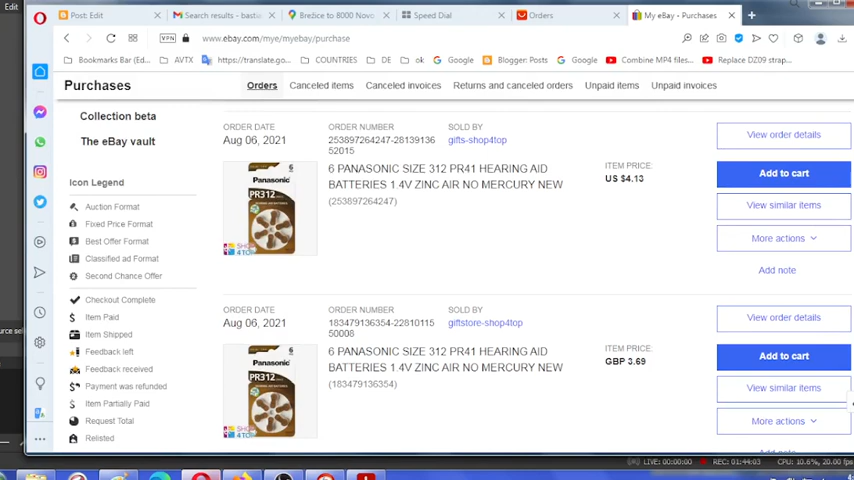 Edit
Post: Edit
Search results - bastie
Brežice to 8000 Novo
Speed Dial
Orders
My eBay - Purchases
VPN
www.ebay.com/mye/myebay/purchase
Bookmarks Bar (Ed...
AVTX
https://translate.go...
COUNTRIES
DE
ok
Google
Blogger: Posts
Google
Combine MP4 files...
Replace DZ09 strap...
Purchases
Orders
Canceled items
Canceled invoices
Returns and canceled orders
Unpaid items
Unpaid invoices
Collection beta
The eBay vault
Icon Legend
Auction Format
Fixed Price Format
Best Offer Format
Classified ad Format
Second Chance Offer
Checkout Complete
Item Paid
Item Shipped
Feedback left
Feedback received
Payment was refunded
Item Partially Paid
Request Total
Relisted
ORDER DATE
Aug 06, 2021
ORDER NUMBER
253897264247-28139136
52015
SOLD BY
gifts-shop4top
Panasonic
PR312
6
6 PANASONIC SIZE 312 PR41 HEARING AID
BATTERIES 1.4V ZINC AIR NO MERCURY NEW
(253897264247)
ITEM PRICE:
US $4.13
View order details
Add to cart
View similar items
More actions
Add note
ORDER DATE
Aug 06, 2021
ORDER NUMBER
183479136354-22810115
50008
SOLD BY
giftstore-shop4top
Panasonic
PR312
6
6 PANASONIC SIZE 312 PR41 HEARING AID
BATTERIES 1.4V ZINC AIR NO MERCURY NEW
(183479136354)
ITEM PRICE:
GBP 3.69
View order details
Add to cart
View similar items
More actions
LIVE: 00:00:00
REC: 01:44:03
CPU: 10.6%, 20.00 fps